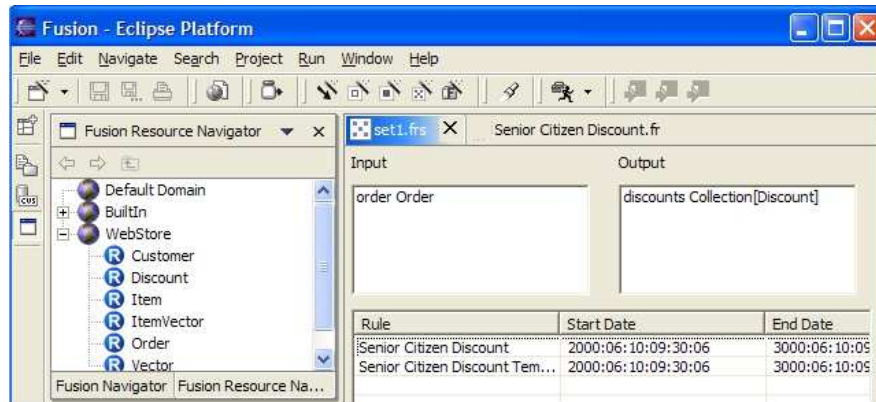 Fusion - Eclipse Platform
File Edit Navigate Search Project Run Window Help
Fusion Resource Navigator
set1.frs
Senior Citizen Discount.fr
Input
Output
Default Domain
BuiltIn
WebStore
Customer
Discount
Item
ItemVector
Order
Vector
order Order
discounts Collection[Discount]
Rule Start Date End Date
Senior Citizen Discount 2000:06:10:09:30:06 3000:06:10:09
Senior Citizen Discount Tem... 2000:06:10:09:30:06 3000:06:10:09
Fusion Navigator Fusion Resource Na...
CUS